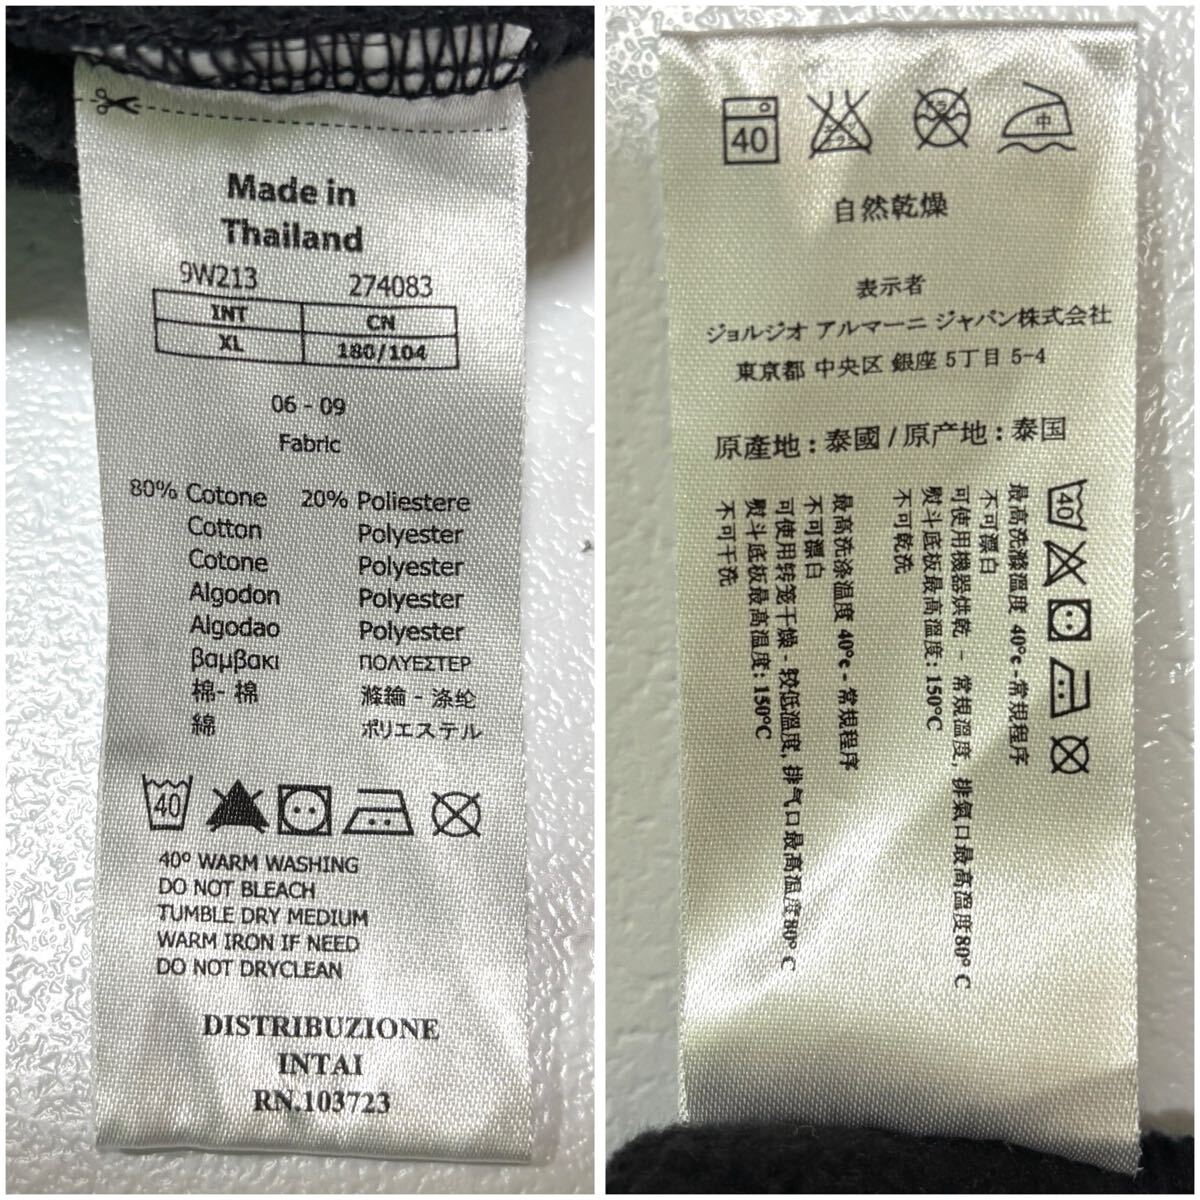 Made in
Thailand
9W213 274083
INT CN
XL 180/104
06 - 09
Fabric
80% Cotone 20% Poliestere
Cotton Polyester
Cotone Polyester
Algodon Polyester
Algodao Polyester
βαμβακι ΠΟΛΥΕΣΤΕΡ
棉- 棉 滌綸 - 涤纶
綿 ポリエステル
40
40° WARM WASHING
DO NOT BLEACH
TUMBLE DRY MEDIUM
WARM IRON IF NEED
DO NOT DRYCLEAN
DISTRIBUZIONE
INTAI
RN.103723
40 中
自然乾燥
表示者
ジョルジオ アルマーニ ジャパン株式会社
東京都 中央区 銀座 5丁目 5-4
原產地 : 泰國 / 原产地 : 泰国
40
最高洗滌溫度 40°c -常規程序
不可漂白
可使用機器烘乾 - 常規溫度, 排氣口最高溫度80° C
熨斗底板最高溫度: 150°C
不可乾洗
最高洗涤温度 40°c - 常规程序
不可漂白
可使用转笼干燥 - 较低温度, 排气口最高温度80° C
熨斗底板最高温度: 150°C
不可干洗